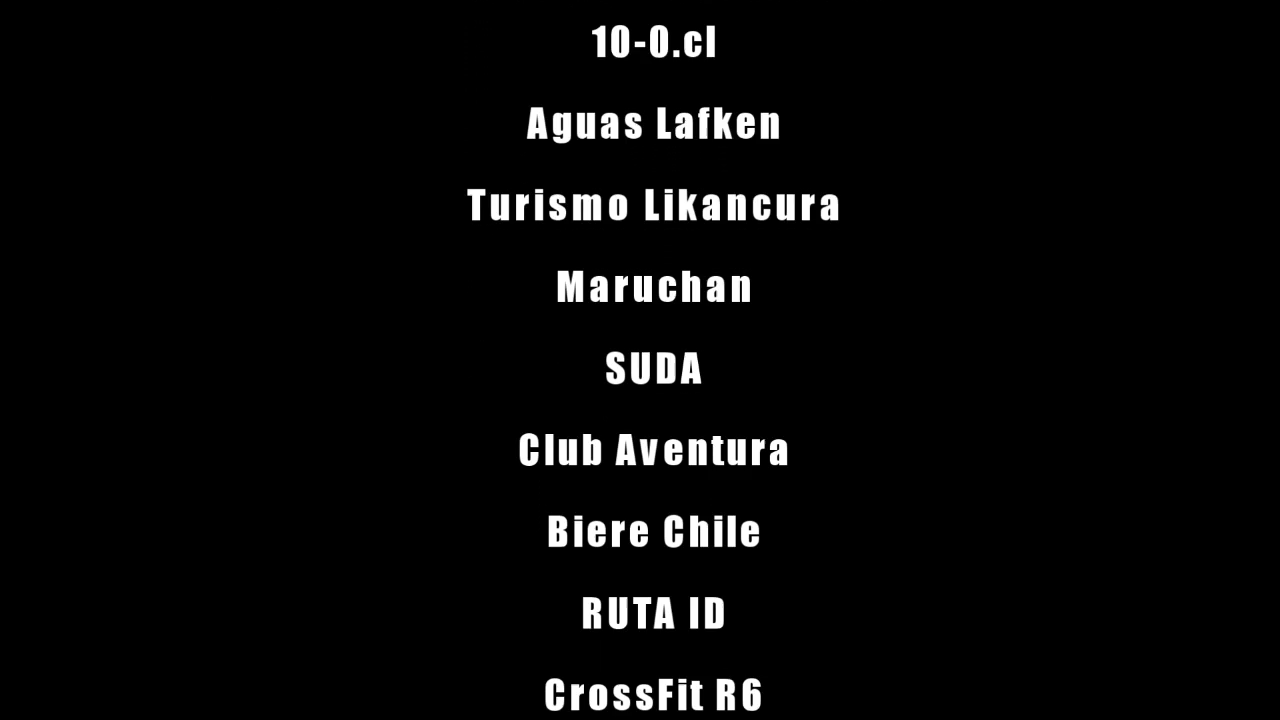 10-0.cl
Aguas Lafken
Turismo Likancura
Maruchan
SUDA
Club Aventura
Biere Chile
RUTA ID
CrossFit R6